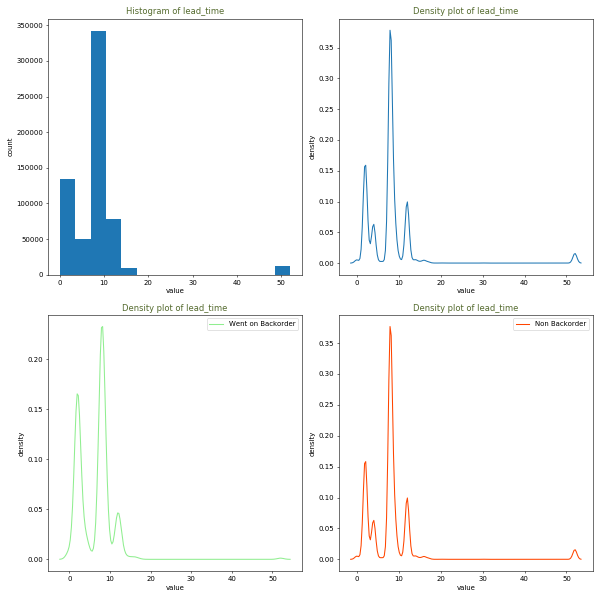 Histogram of lead_time
350000
300000
250000
200000
150000
100000
50000
0
count
0 10 20 30 40 50
value
Density plot of lead_time
0.35
0.30
0.25
0.20
0.15
0.10
0.05
0.00
density
0 10 20 30 40 50
value
Density plot of lead_time
Went on Backorder
0.20
0.15
0.10
0.05
0.00
density
0 10 20 30 40 50
value
Density plot of lead_time
Non Backorder
0.35
0.30
0.25
0.20
0.15
0.10
0.05
0.00
density
0 10 20 30 40 50
value